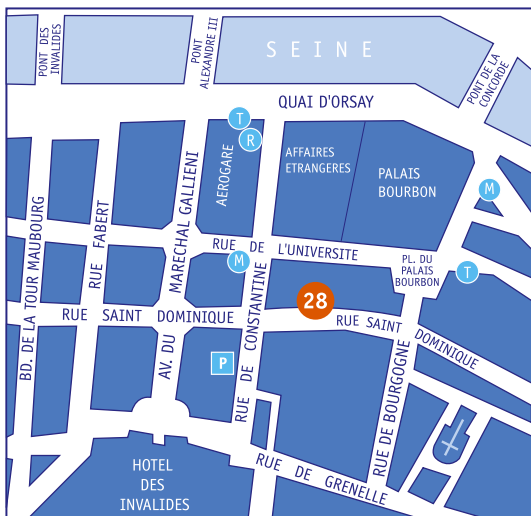 PONT DES
INVALIDES
PONT
ALEXANDRE III
SEINE
PONT DE LA
CONCORDE
QUAI D'ORSAY
T
R
AEROGARE
AFFAIRES
ETRANGERES
PALAIS
BOURBON
M
BD. DE LA TOUR MAUBOURG
RUE FABERT
AV. DU MARECHAL GALLIENI
RUE DE L'UNIVERSITE
M
PL. DU
PALAIS
BOURBON
T
RUE SAINT DOMINIQUE
28
RUE SAINT DOMINIQUE
RUE DE CONSTANTINE
P
RUE DE BOURGOGNE
HOTEL
DES
INVALIDES
RUE DE GRENELLE